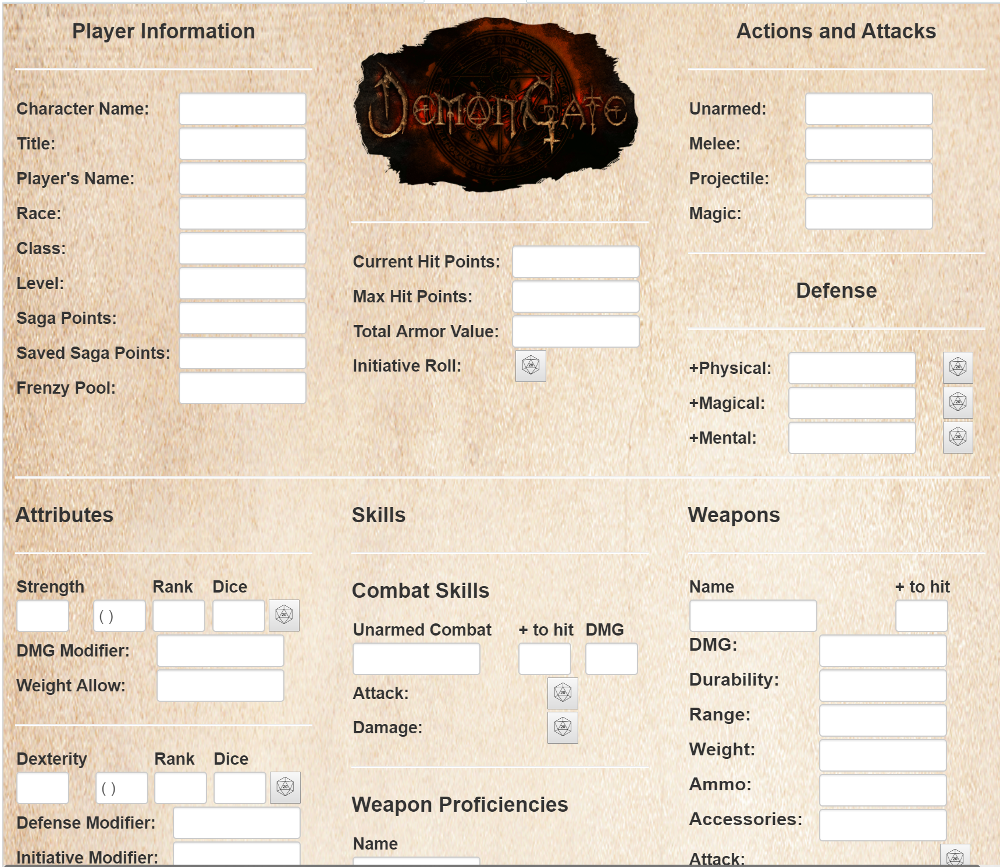 Player Information
Character Name:
Title:
Player's Name:
Race:
Class:
Level:
Saga Points:
Saved Saga Points:
Frenzy Pool:
DemonGate
Current Hit Points:
Max Hit Points:
Total Armor Value:
Initiative Roll:
Actions and Attacks
Unarmed:
Melee:
Projectile:
Magic:
Defense
+Physical:
+Magical:
+Mental:
Attributes
Strength Rank Dice
( )
DMG Modifier:
Weight Allow:
Dexterity Rank Dice
( )
Defense Modifier:
Initiative Modifier:
Skills
Combat Skills
Unarmed Combat + to hit DMG
Attack:
Damage:
Weapon Proficiencies
Name
Weapons
Name + to hit
DMG:
Durability:
Range:
Weight:
Ammo:
Accessories:
Attack: